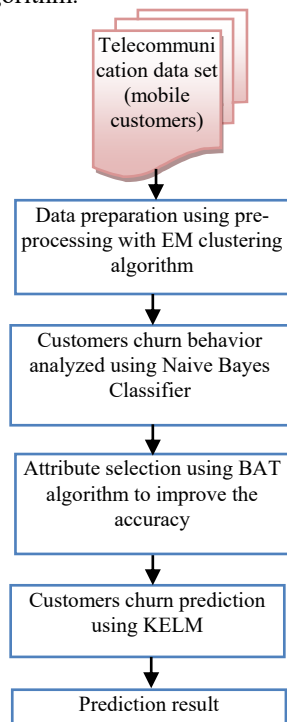 gorithm.
Telecommuni
cation data set
(mobile
customers)
Data preparation using pre-
processing with EM clustering
algorithm
Customers churn behavior
analyzed using Naive Bayes
Classifier
Attribute selection using BAT
algorithm to improve the
accuracy
Customers churn prediction
using KELM
Prediction result